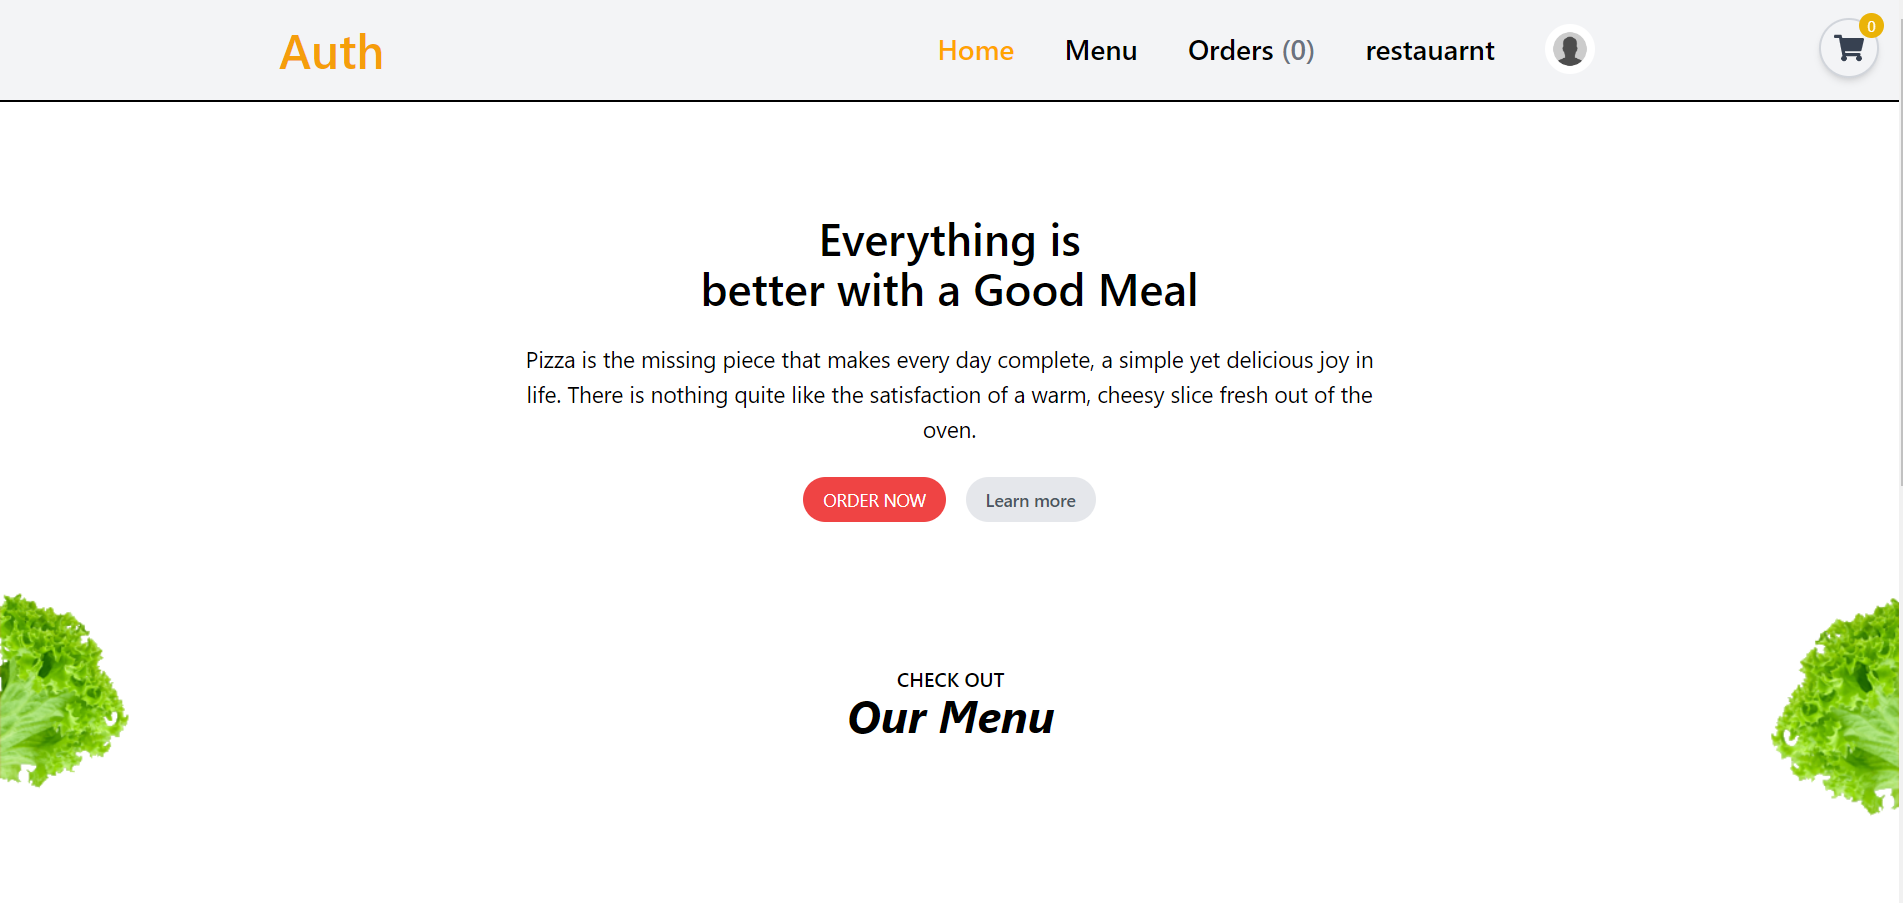 Auth
Home
Menu
Orders (0)
restauarnt
0
Everything is
better with a Good Meal
Pizza is the missing piece that makes every day complete, a simple yet delicious joy in
life. There is nothing quite like the satisfaction of a warm, cheesy slice fresh out of the
oven.
ORDER NOW
Learn more
CHECK OUT
Our Menu